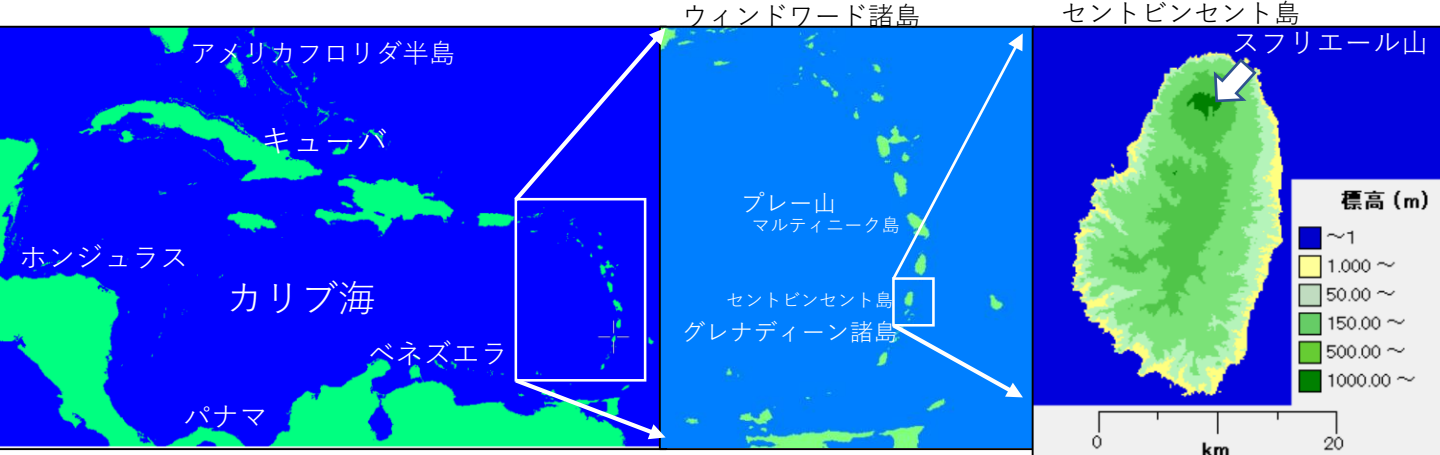 アメリカフロリダ半島
キューバ
ホンジュラス
カリブ海
ベネズエラ
パナマ
ウィンドワード諸島
プレー山
マルティニーク島
セントビンセント島
グレナディーン諸島
セントビンセント島
スフリエール山
標高 (m)
～1
1.000 ～
50.00 ～
150.00 ～
500.00 ～
1000.00 ～
0 20
km